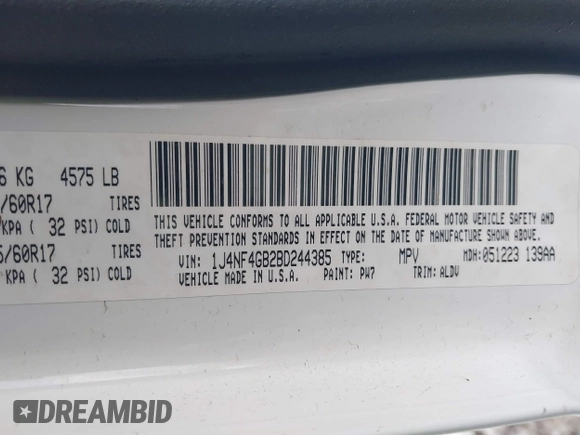 6 KG 4575 LB
/60R17 TIRES
KPA ( 32 PSI) COLD
/60R17 TIRES
KPA ( 32 PSI) COLD
THIS VEHICLE CONFORMS TO ALL APPLICABLE U.S.A. FEDERAL MOTOR VEHICLE SAFETY AND
THEFT PREVENTION STANDARDS IN EFFECT ON THE DATE OF MANUFACTURE SHOWN ABOVE.
VIN: 1J4NF4GB2BD244385 TYPE: MPV MDH: 051223 139AA
VEHICLE MADE IN U.S.A. PAINT: PW7 TRIM: ALDV
DREAMBID